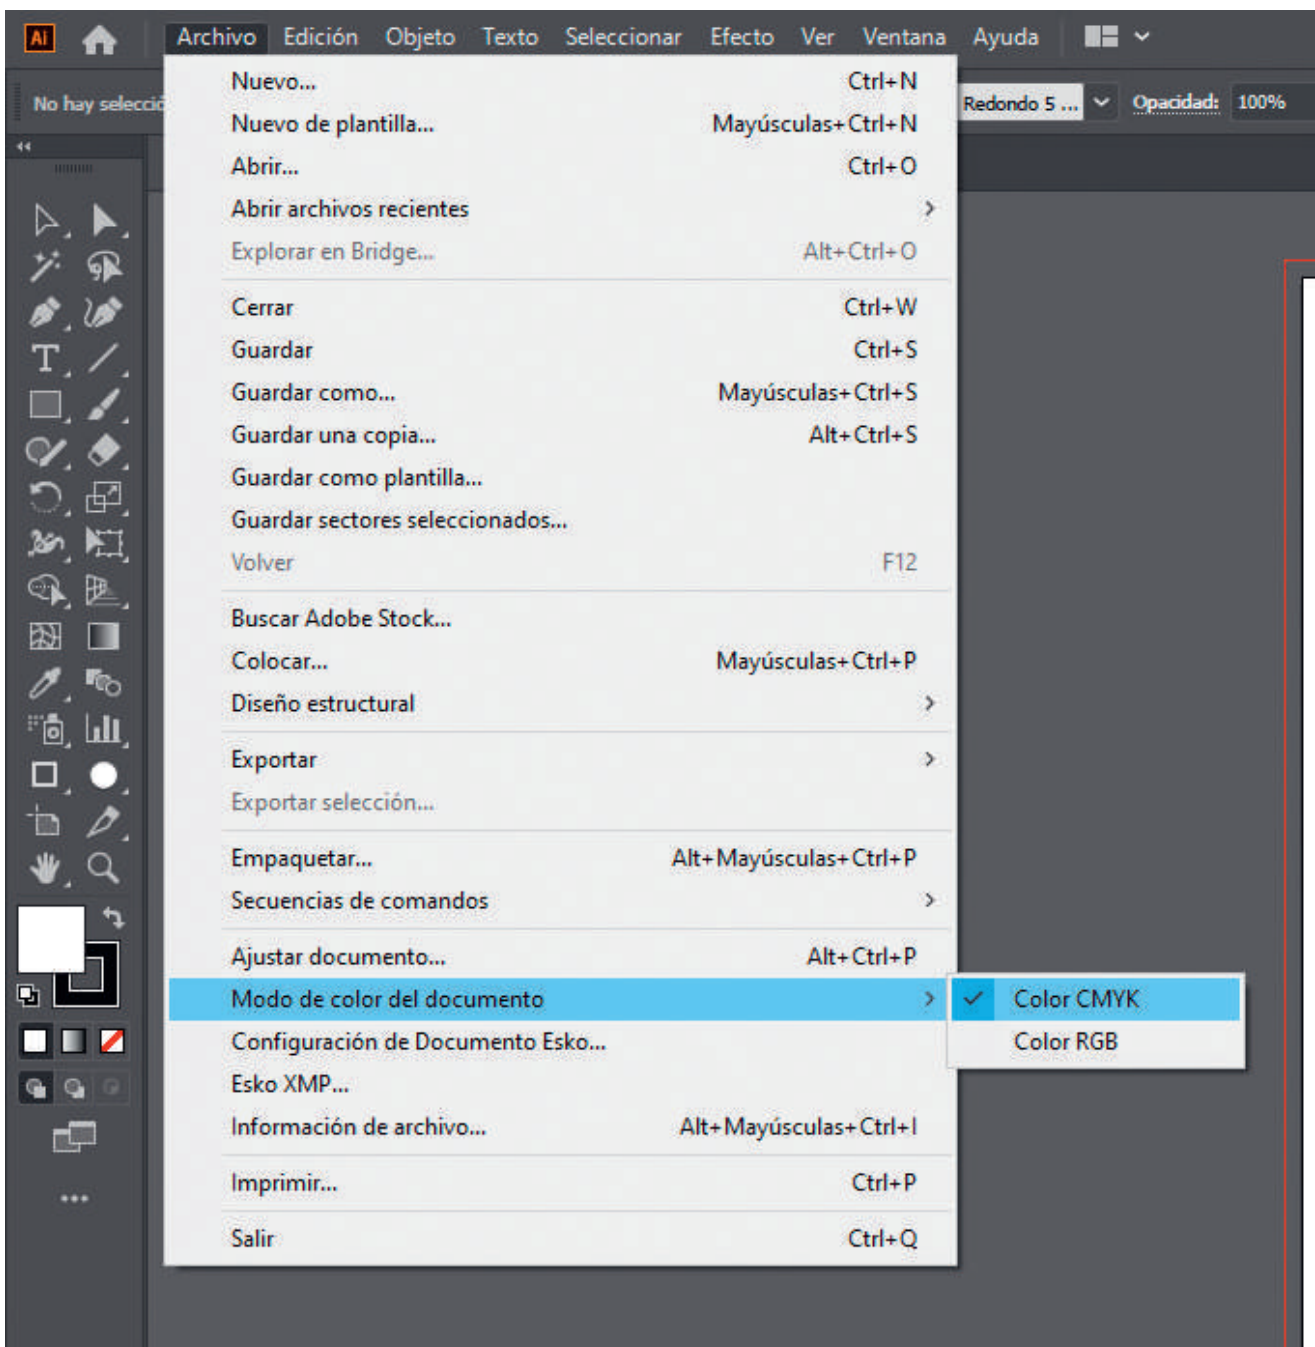 Ai Archivo Edición Objeto Texto Seleccionar Efecto Ver Ventana Ayuda
No hay selecció Redondo 5 ... Opacidad: 100%
Nuevo... Ctrl+N
Nuevo de plantilla... Mayúsculas+Ctrl+N
Abrir... Ctrl+O
Abrir archivos recientes
Explorar en Bridge... Alt+Ctrl+O
Cerrar Ctrl+W
Guardar Ctrl+S
Guardar como... Mayúsculas+Ctrl+S
Guardar una copia... Alt+Ctrl+S
Guardar como plantilla...
Guardar sectores seleccionados...
Volver F12
Buscar Adobe Stock...
Colocar... Mayúsculas+Ctrl+P
Diseño estructural
Exportar
Exportar selección...
Empaquetar... Alt+Mayúsculas+Ctrl+P
Secuencias de comandos
Ajustar documento... Alt+Ctrl+P
Modo de color del documento Color CMYK
Configuración de Documento Esko... Color RGB
Esko XMP...
Información de archivo... Alt+Mayúsculas+Ctrl+I
Imprimir... Ctrl+P
Salir Ctrl+Q